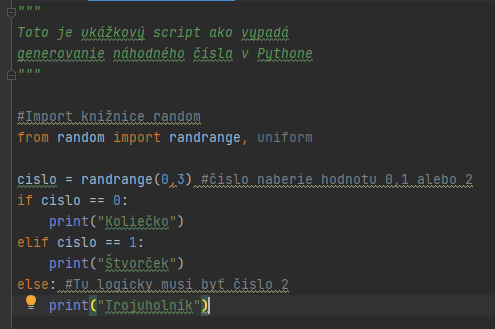 """
Toto je ukážkový script ako vypadá
generovanie náhodného čísla v Pythone
"""
#Import knižnice random
from random import randrange, uniform
cislo = randrange(0,3) #číslo naberie hodnotu 0,1 alebo 2
if cislo == 0:
    print("Koliečko")
elif cislo == 1:
    print("Štvorček")
else: #Tu logicky musí byť číslo 2
    print("Trojuholník")